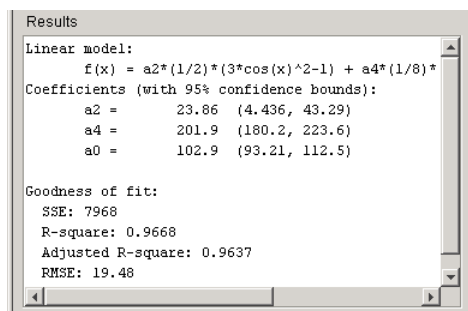 Results
Linear model:
f(x) = a2*(1/2)*(3*cos(x)^2-1) + a4*(1/8)*
Coefficients (with 95% confidence bounds):
a2 = 23.86 (4.436, 43.29)
a4 = 201.9 (180.2, 223.6)
a0 = 102.9 (93.21, 112.5)
Goodness of fit:
SSE: 7968
R-square: 0.9668
Adjusted R-square: 0.9637
RMSE: 19.48